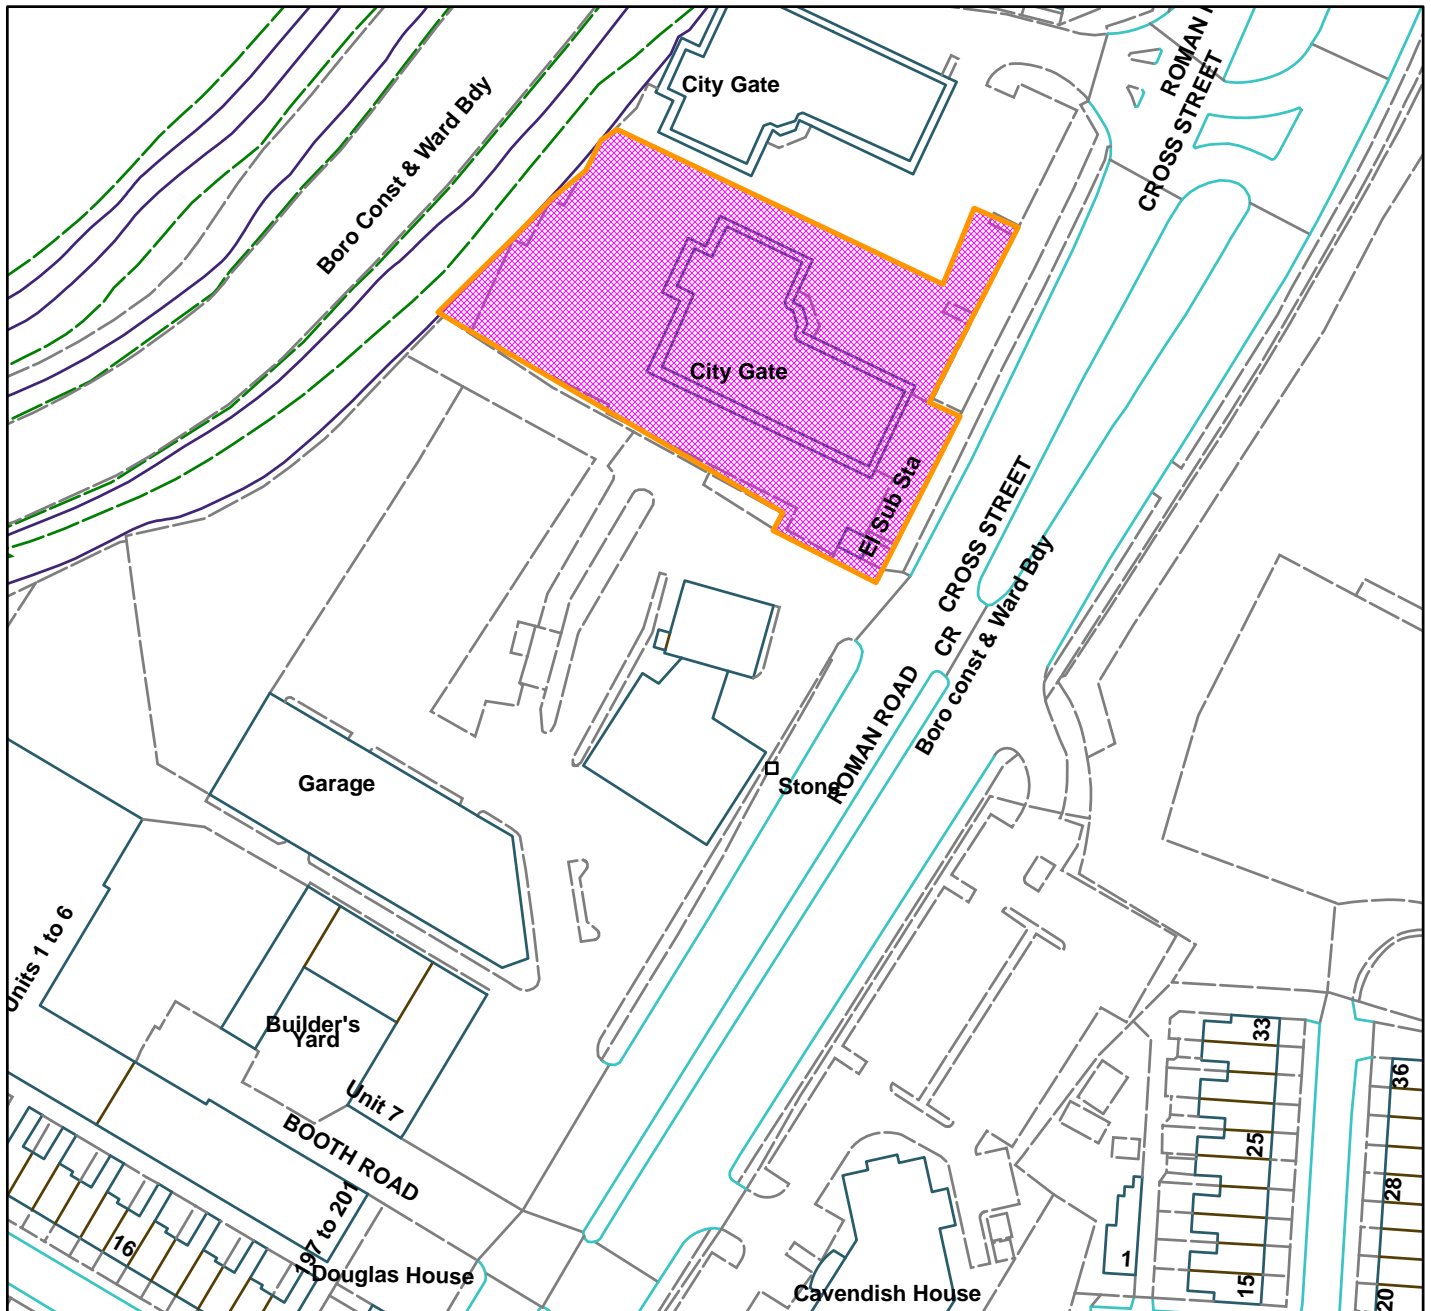 ROMAN
CROSS STREET
City Gate
Boro Const & Ward Bdy
City Gate
El Sub Sta
CROSS STREET
CR
Boro const & Ward Bdy
ROMAN ROAD
Stone
Garage
Units 1 to 6
Builder's
Yard
Unit 7
BOOTH ROAD
197 to 201
16
Douglas House
Cavendish House
33
36
25
28
1
15
20